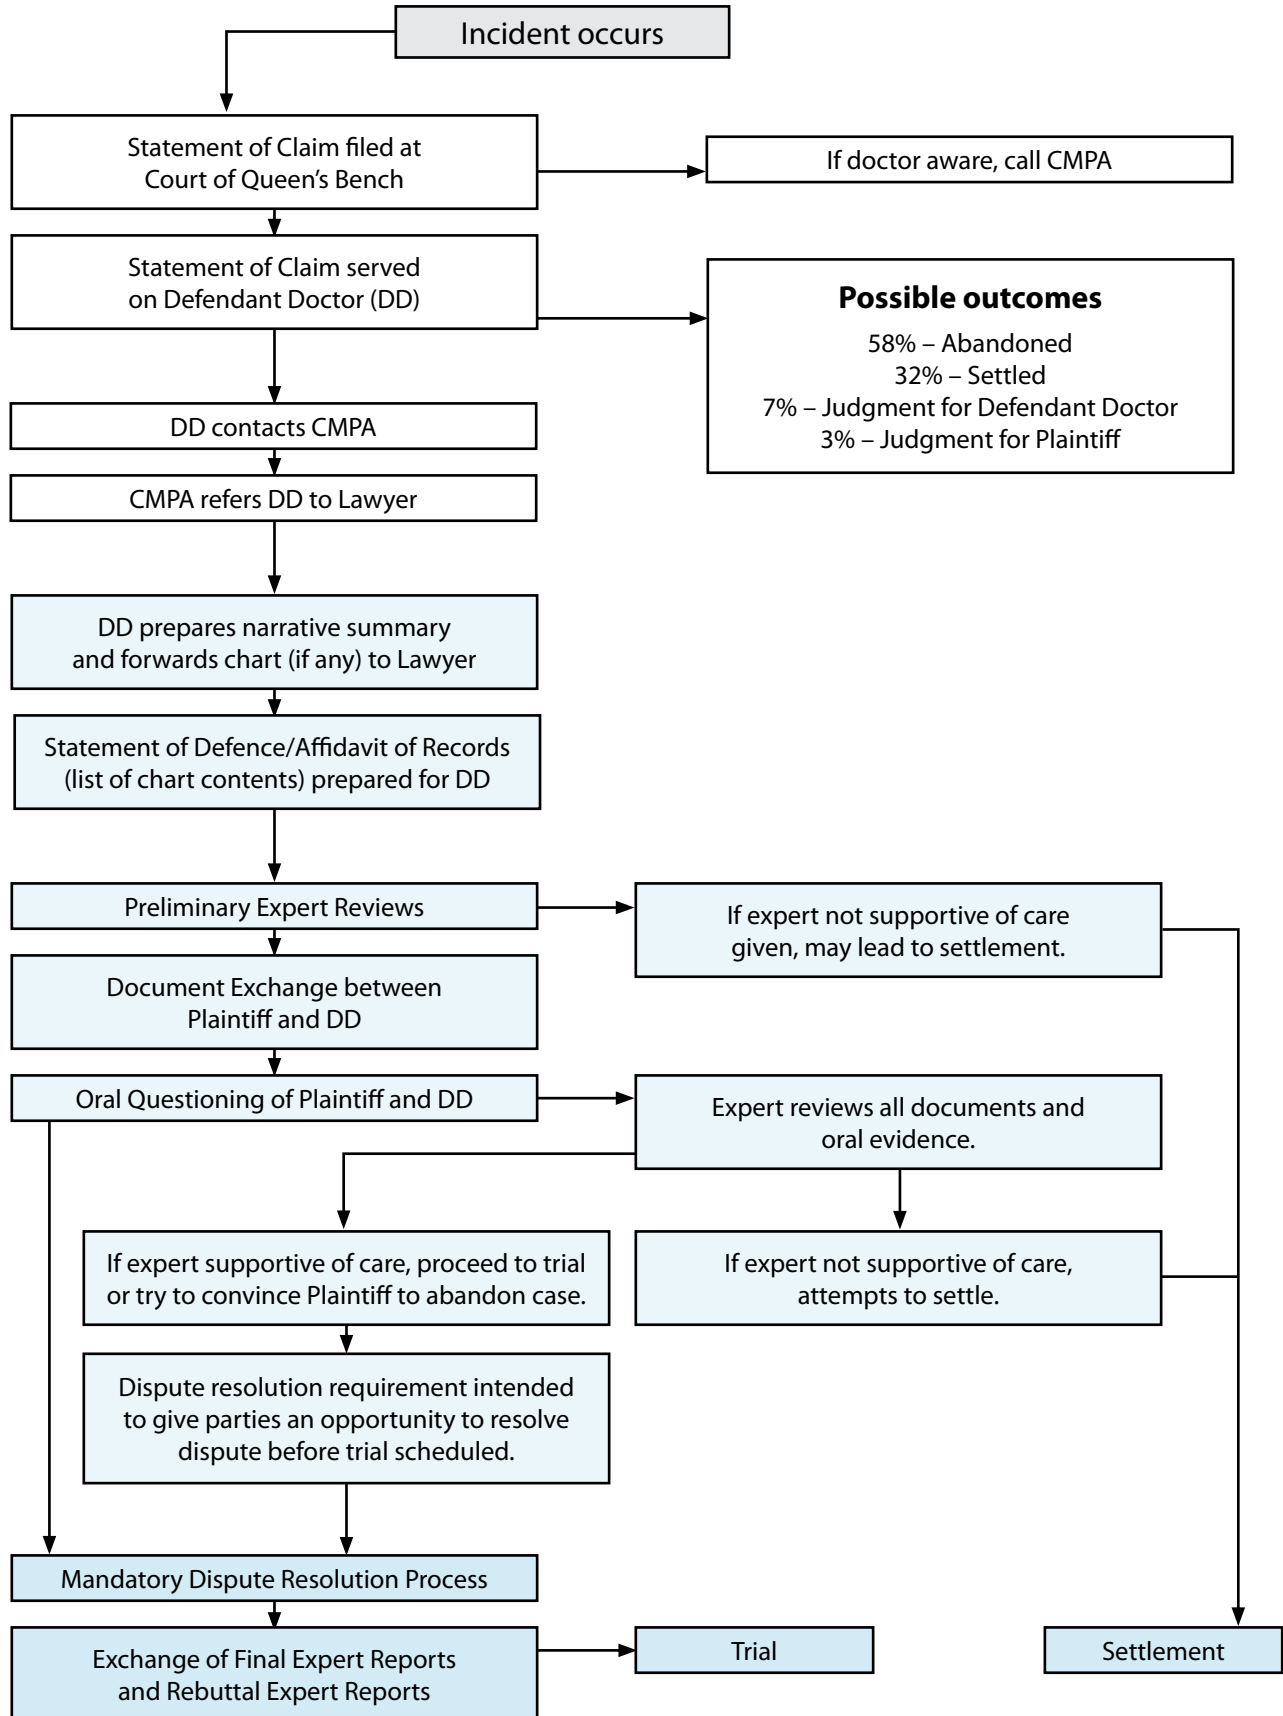 Incident occurs
Statement of Claim filed at
Court of Queen's Bench
If doctor aware, call CMPA
Statement of Claim served
on Defendant Doctor (DD)
Possible outcomes
58% – Abandoned
32% – Settled
7% – Judgment for Defendant Doctor
3% – Judgment for Plaintiff
DD contacts CMPA
CMPA refers DD to Lawyer
DD prepares narrative summary
and forwards chart (if any) to Lawyer
Statement of Defence/Affidavit of Records
(list of chart contents) prepared for DD
Preliminary Expert Reviews
If expert not supportive of care
given, may lead to settlement.
Document Exchange between
Plaintiff and DD
Oral Questioning of Plaintiff and DD
Expert reviews all documents and
oral evidence.
If expert supportive of care, proceed to trial
or try to convince Plaintiff to abandon case.
If expert not supportive of care,
attempts to settle.
Dispute resolution requirement intended
to give parties an opportunity to resolve
dispute before trial scheduled.
Mandatory Dispute Resolution Process
Exchange of Final Expert Reports
and Rebuttal Expert Reports
Trial
Settlement